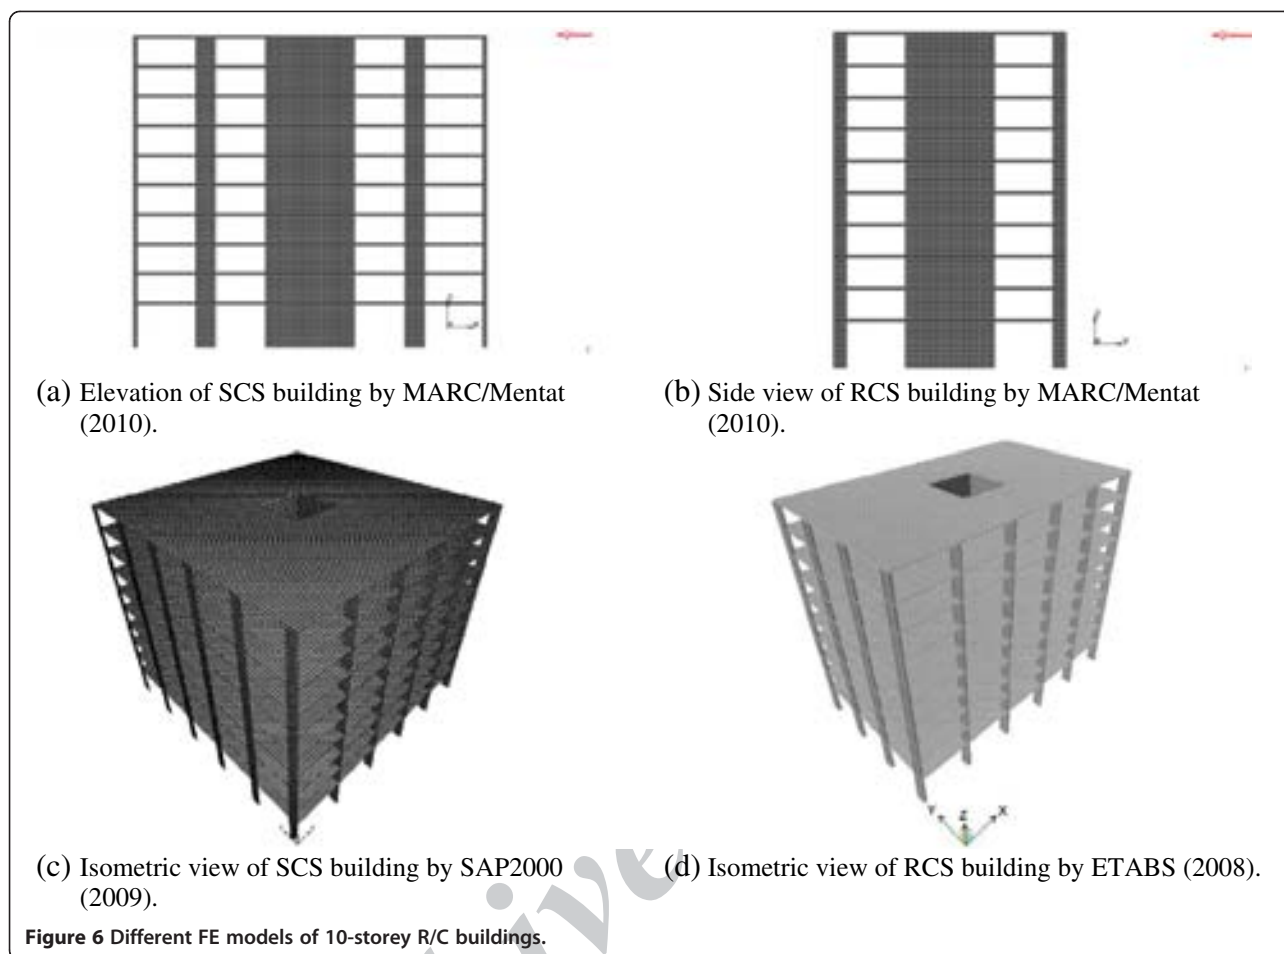 (a) Elevation of SCS building by MARC/Mentat
(2010).
(b) Side view of RCS building by MARC/Mentat
(2010).
Y
Z
X
(c) Isometric view of SCS building by SAP2000
(2009).
(d) Isometric view of RCS building by ETABS (2008).
Figure 6 Different FE models of 10-storey R/C buildings.